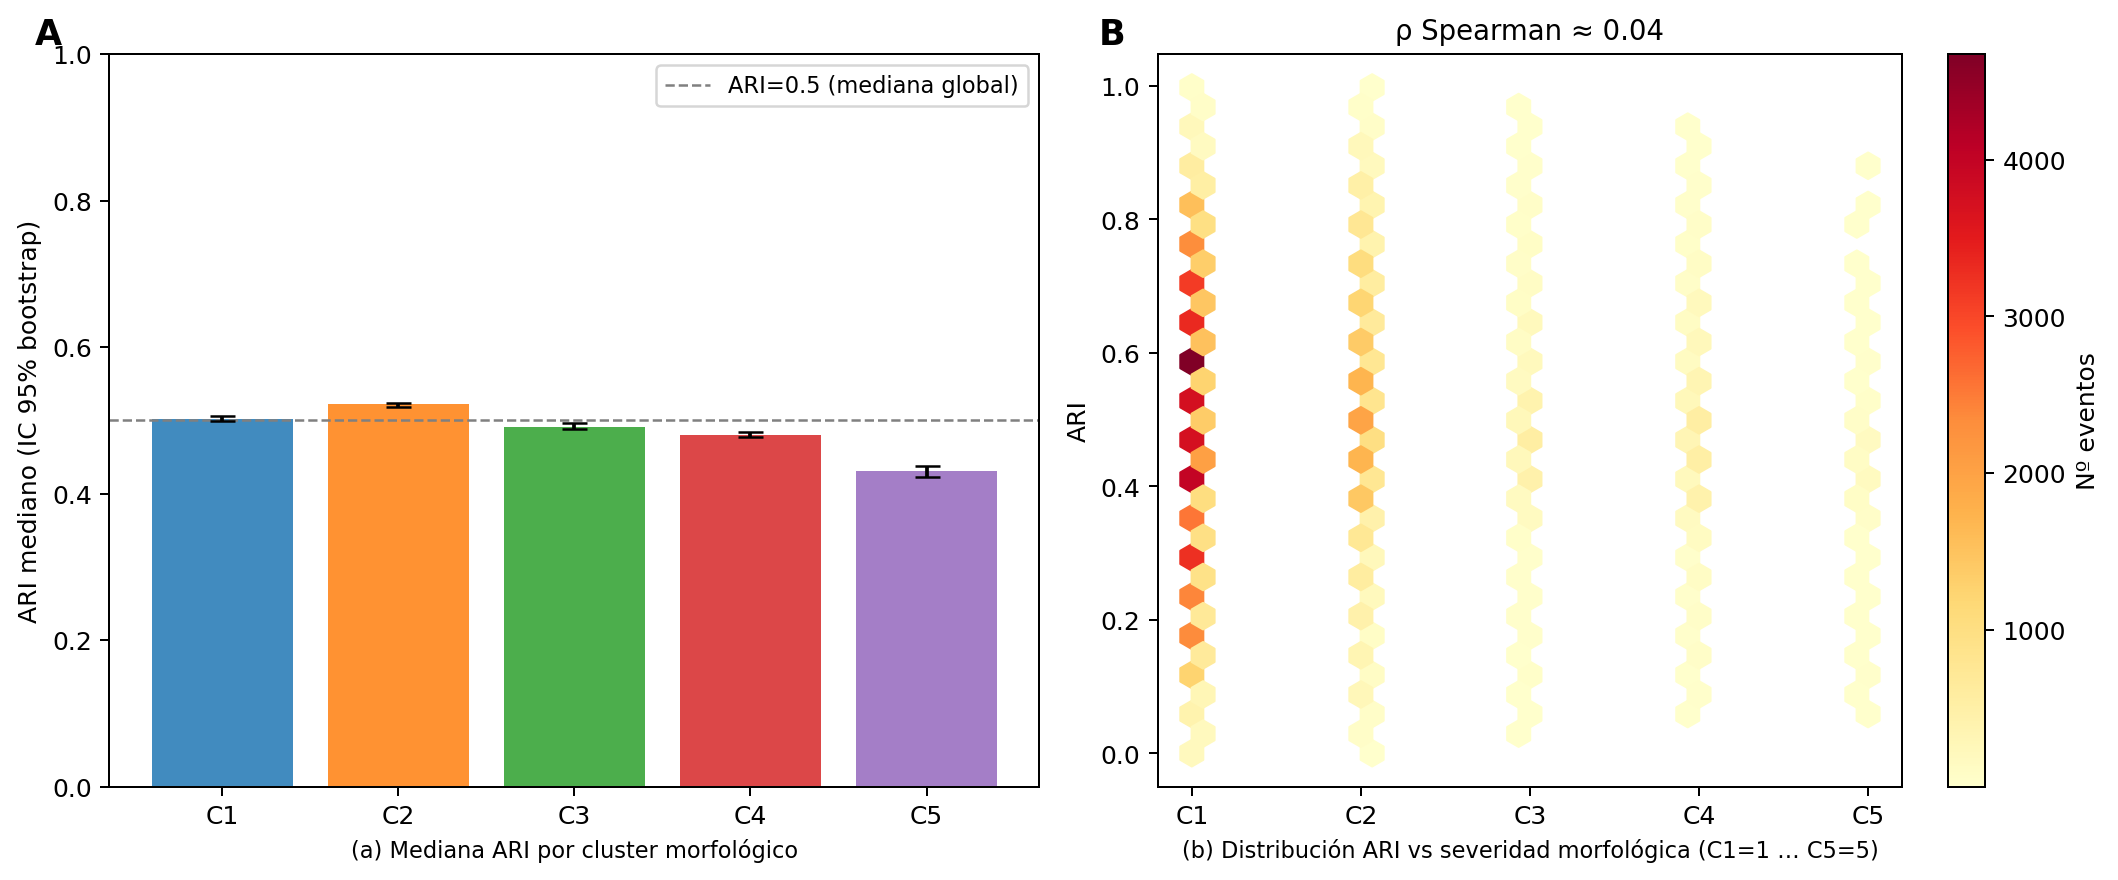 A
1.0
0.8
0.6
0.4
0.2
0.0
ARI mediano (IC 95% bootstrap)
ARI=0.5 (mediana global)
C1 C2 C3 C4 C5
(a) Mediana ARI por cluster morfológico
B
ρ Spearman ≈ 0.04
1.0
0.8
0.6
0.4
0.2
0.0
ARI
C1 C2 C3 C4 C5
(b) Distribución ARI vs severidad morfológica (C1=1 … C5=5)
4000
3000
2000
1000
Nº eventos